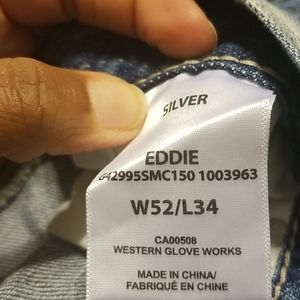 SILVER
EDDIE
G42995SMC150 1003963
W52/L34
CA00508
WESTERN GLOVE WORKS
MADE IN CHINA/
FABRIQUÉ EN CHINE